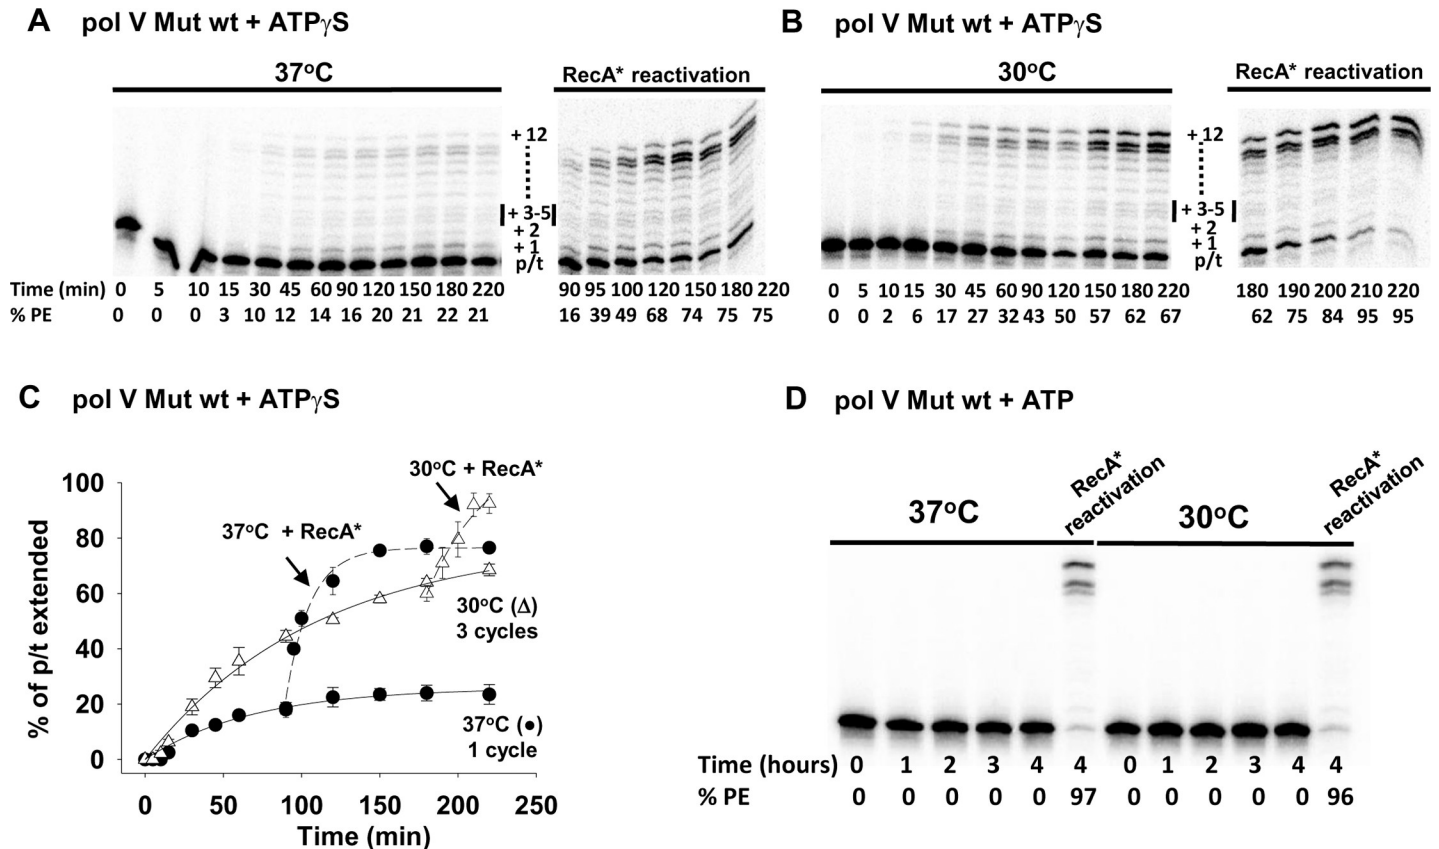 A pol V Mut wt + ATPγS
37°C
RecA* reactivation
+ 12
+ 3-5
+ 2
+ 1
p/t
Time (min) 0 5 10 15 30 45 60 90 120 150 180 220
90 95 100 120 150 180 220
% PE 0 0 0 3 10 12 14 16 20 21 22 21
16 39 49 68 74 75 75
B pol V Mut wt + ATPγS
30°C
RecA* reactivation
+ 12
+ 3-5
+ 2
+ 1
p/t
0 5 10 15 30 45 60 90 120 150 180 220
180 190 200 210 220
0 0 2 6 17 27 32 43 50 57 62 67
62 75 84 95 95
C pol V Mut wt + ATPγS
% of p/t extended
100
80
60
40
20
0
30°C + RecA*
37°C + RecA*
30°C (Δ)
3 cycles
37°C (●)
1 cycle
0 50 100 150 200 250
Time (min)
D pol V Mut wt + ATP
37°C
RecA*
reactivation
30°C
RecA*
reactivation
Time (hours) 0 1 2 3 4 4 0 1 2 3 4 4
% PE 0 0 0 0 0 97 0 0 0 0 0 96